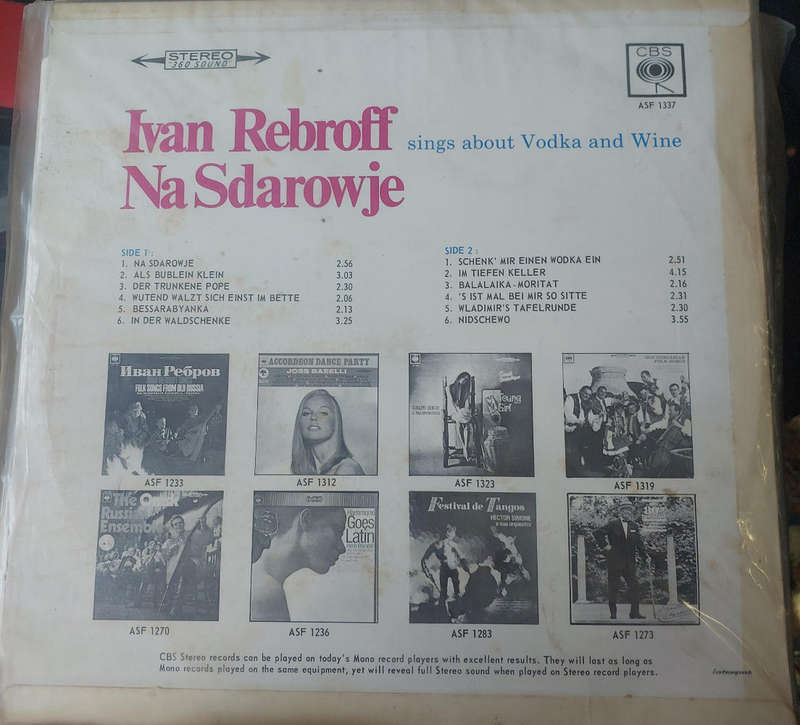 STEREO
"360 SOUND"
CBS
ASF 1337
Ivan Rebroff sings about Vodka and Wine
Na Sdarowje
SIDE 1 :
1. NA SDAROWJE 2.56
2. ALS BUBLEIN KLEIN 3.03
3. DER TRUNKENE POPE 2.30
4. WUTEND WALZT SICH EINST IM BETTE 2.06
5. BESSARABYANKA 2.13
6. IN DER WALDSCHENKE 3.25
SIDE 2 :
1. SCHENK' MIR EINEN WODKA EIN 2.51
2. IM TIEFEN KELLER 4.15
3. BALALAIKA-MORITAT 2.16
4. 'S IST MAL BEI MIR SO SITTE 2.31
5. WLADIMIR'S TAFELRUNDE 2.30
6. NIDSCHEWO 3.55
Иван Ребров
FOLK SONGS FROM OLD RUSSIA
ASF 1233
ACCORDEON DANCE PARTY
JOSS BASELLI
ASF 1312
Young
Girl
ASF 1323
FOLK SONGS
ASF 1319
The
Russian
Ensemble
ASF 1270
Goes
Latin
ASF 1236
Festival de Tangos
HECTOR
ASF 1283
ASF 1273
CBS Stereo records can be played on today's Mono record players with excellent results. They will last as long as
Mono records played on the same equipment, yet will reveal full Stereo sound when played on Stereo record players.